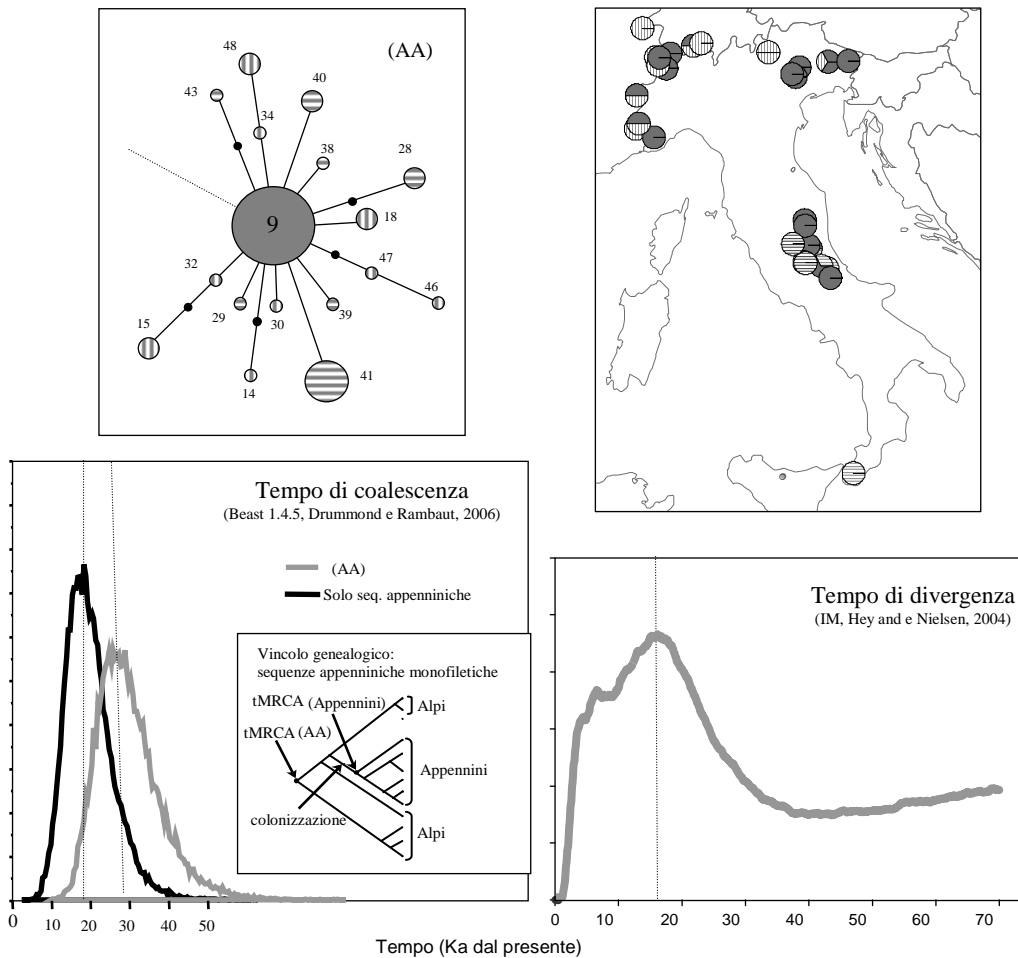 (AA)
48
40
43
34
38
28
9
18
47
32
46
29
30
39
15
14
41
Tempo di coalescenza
(Beast 1.4.5, Drummond e Rambaut, 2006)
(AA)
Solo seq. appenniniche
Vincolo genealogico:
sequenze appenniniche monofiletiche
tMRCA (Appennini)
Alpi
tMRCA (AA)
Appennini
colonizzazione
Alpi
0 10 20 30 40 50
Tempo di divergenza
(IM, Hey and e Nielsen, 2004)
0 10 20 30 40 50 60 70
Tempo (Ka dal presente)